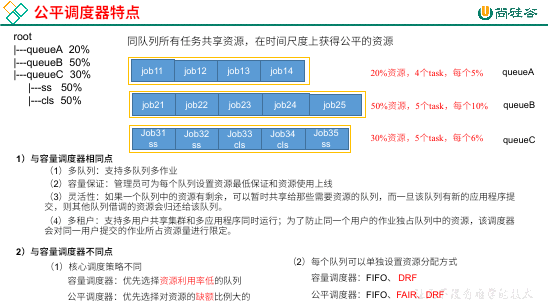 公平调度器特点
尚硅谷
root
|---queueA 20%
|---queueB 50%
|---queueC 30%
|---ss 50%
|---cls 50%
同队列所有任务共享资源，在时间尺度上获得公平的资源
job11 job12 job13 job14
20%资源，4个task，每个5% queueA
job21 job22 job23 job24 job25
50%资源，5个task，每个10% queueB
Job31 Job32 Job33 Job34 Job35
ss ss cls cls ss
30%资源，5个task，每个6% queueC
1）与容量调度器相同点
（1）多队列：支持多队列多作业
（2）容量保证：管理员可为每个队列设置资源最低保证和资源使用上线
（3）灵活性：如果一个队列中的资源有剩余，可以暂时共享给那些需要资源的队列，而一旦该队列有新的应用程序提
交，则其他队列借调的资源会归还给该队列。
（4）多租户：支持多用户共享集群和多应用程序同时运行；为了防止同一个用户的作业独占队列中的资源，该调度器
会对同一用户提交的作业所占资源量进行限定。
2）与容量调度器不同点
（1）核心调度策略不同
容量调度器：优先选择资源利用率低的队列
公平调度器：优先选择对资源的缺额比例大的
（2）每个队列可以单独设置资源分配方式
容量调度器：FIFO、 DRF
公平调度器：FIFO、FAIR、DRF